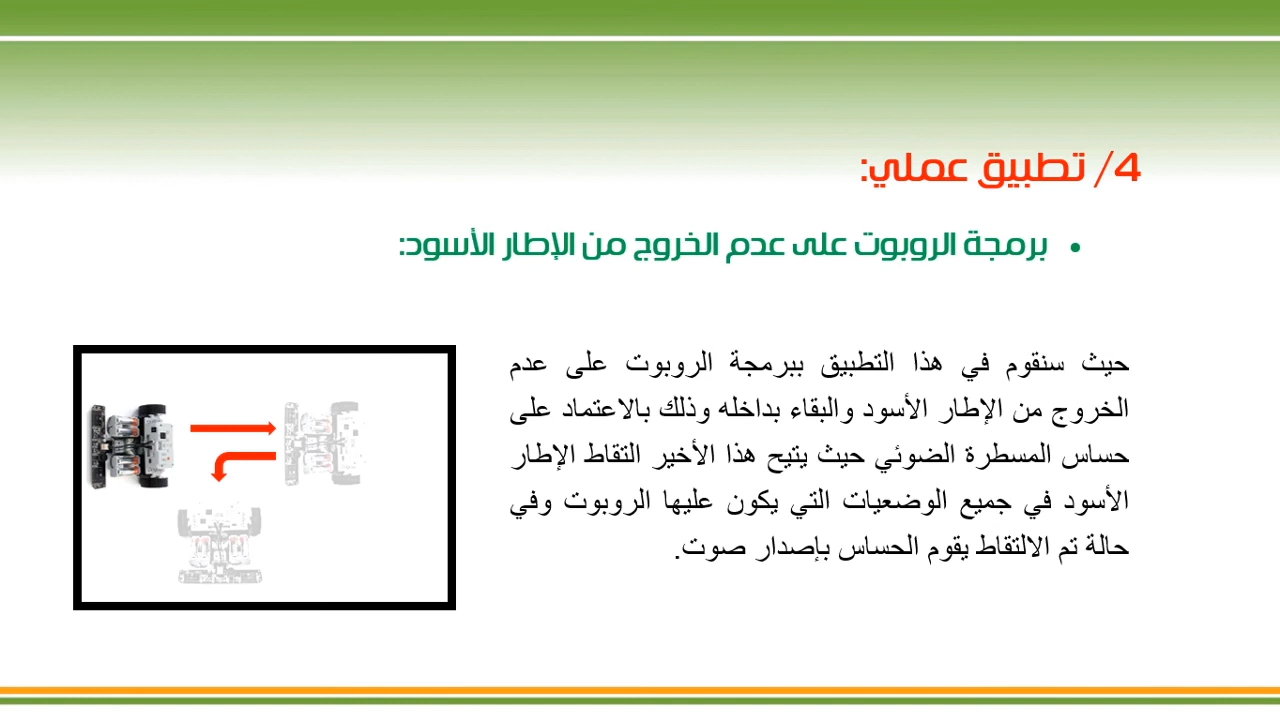 4/ تطبيق عملي:
• برمجة الروبوت على عدم الخروج من الإطار الأسود:
حيث سنقوم في هذا التطبيق ببرمجة الروبوت على عدم
الخروج من الإطار الأسود والبقاء بداخله وذلك بالاعتماد على
حساس المسطرة الضوئي حيث يتيح هذا الأخير التقاط الإطار
الأسود في جميع الوضعيات التي يكون عليها الروبوت وفي
حالة تم الالتقاط يقوم الحساس بإصدار صوت.